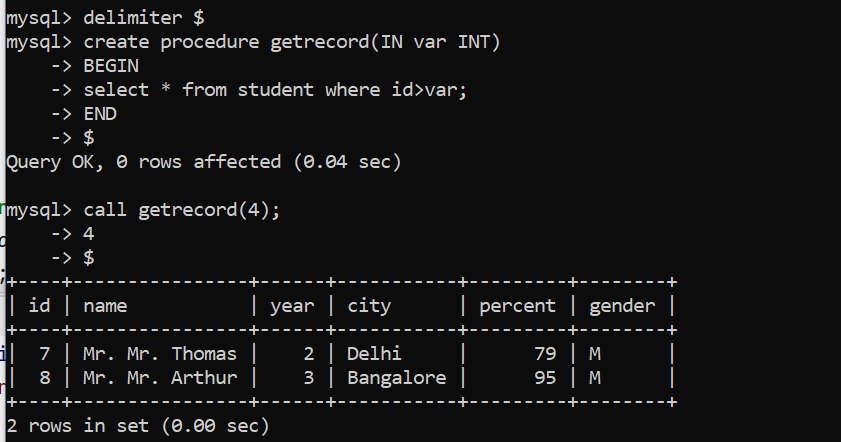 mysql> delimiter $
mysql> create procedure getrecord(IN var INT)
    -> BEGIN
    -> select * from student where id>var;
    -> END
    -> $
Query OK, 0 rows affected (0.04 sec)

mysql> call getrecord(4);
    -> 4
    -> $
+----+----------------+------+-----------+---------+--------+
| id | name           | year | city      | percent | gender |
+----+----------------+------+-----------+---------+--------+
|  7 | Mr. Mr. Thomas |    2 | Delhi     |      79 | M      |
|  8 | Mr. Mr. Arthur |    3 | Bangalore |      95 | M      |
+----+----------------+------+-----------+---------+--------+
2 rows in set (0.00 sec)